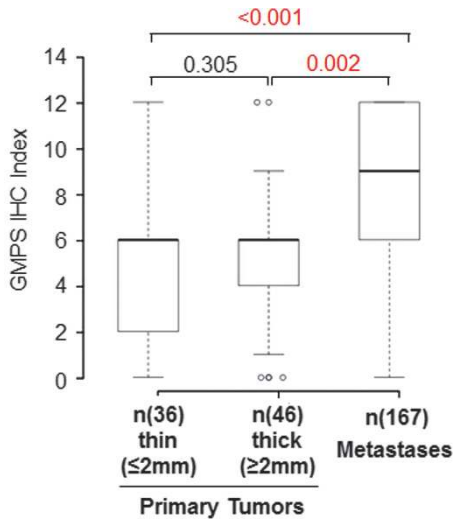 <0.001
0.305
0.002
GMPS IHC Index
14
12
10
8
6
4
2
0
n(36)
thin
(≤2mm)
n(46)
thick
(≥2mm)
n(167)
Metastases
Primary Tumors